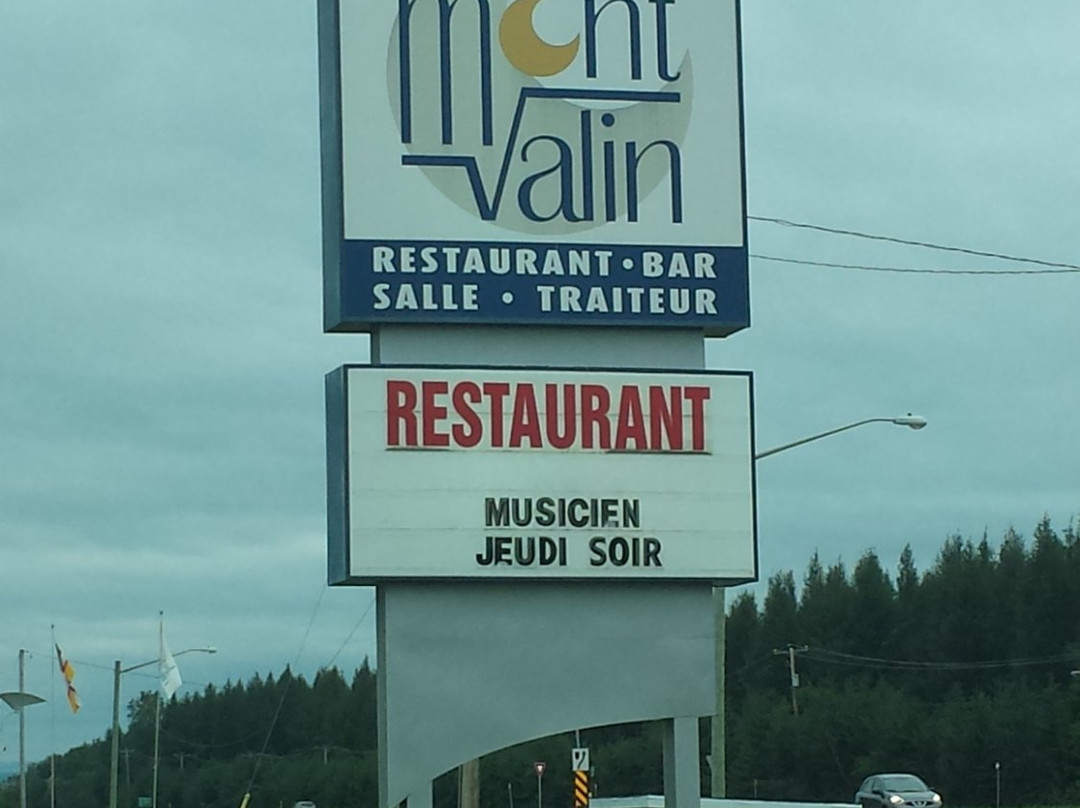 mont
Valin
RESTAURANT • BAR
SALLE • TRAITEUR
RESTAURANT
MUSICIEN
JEUDI SOIR